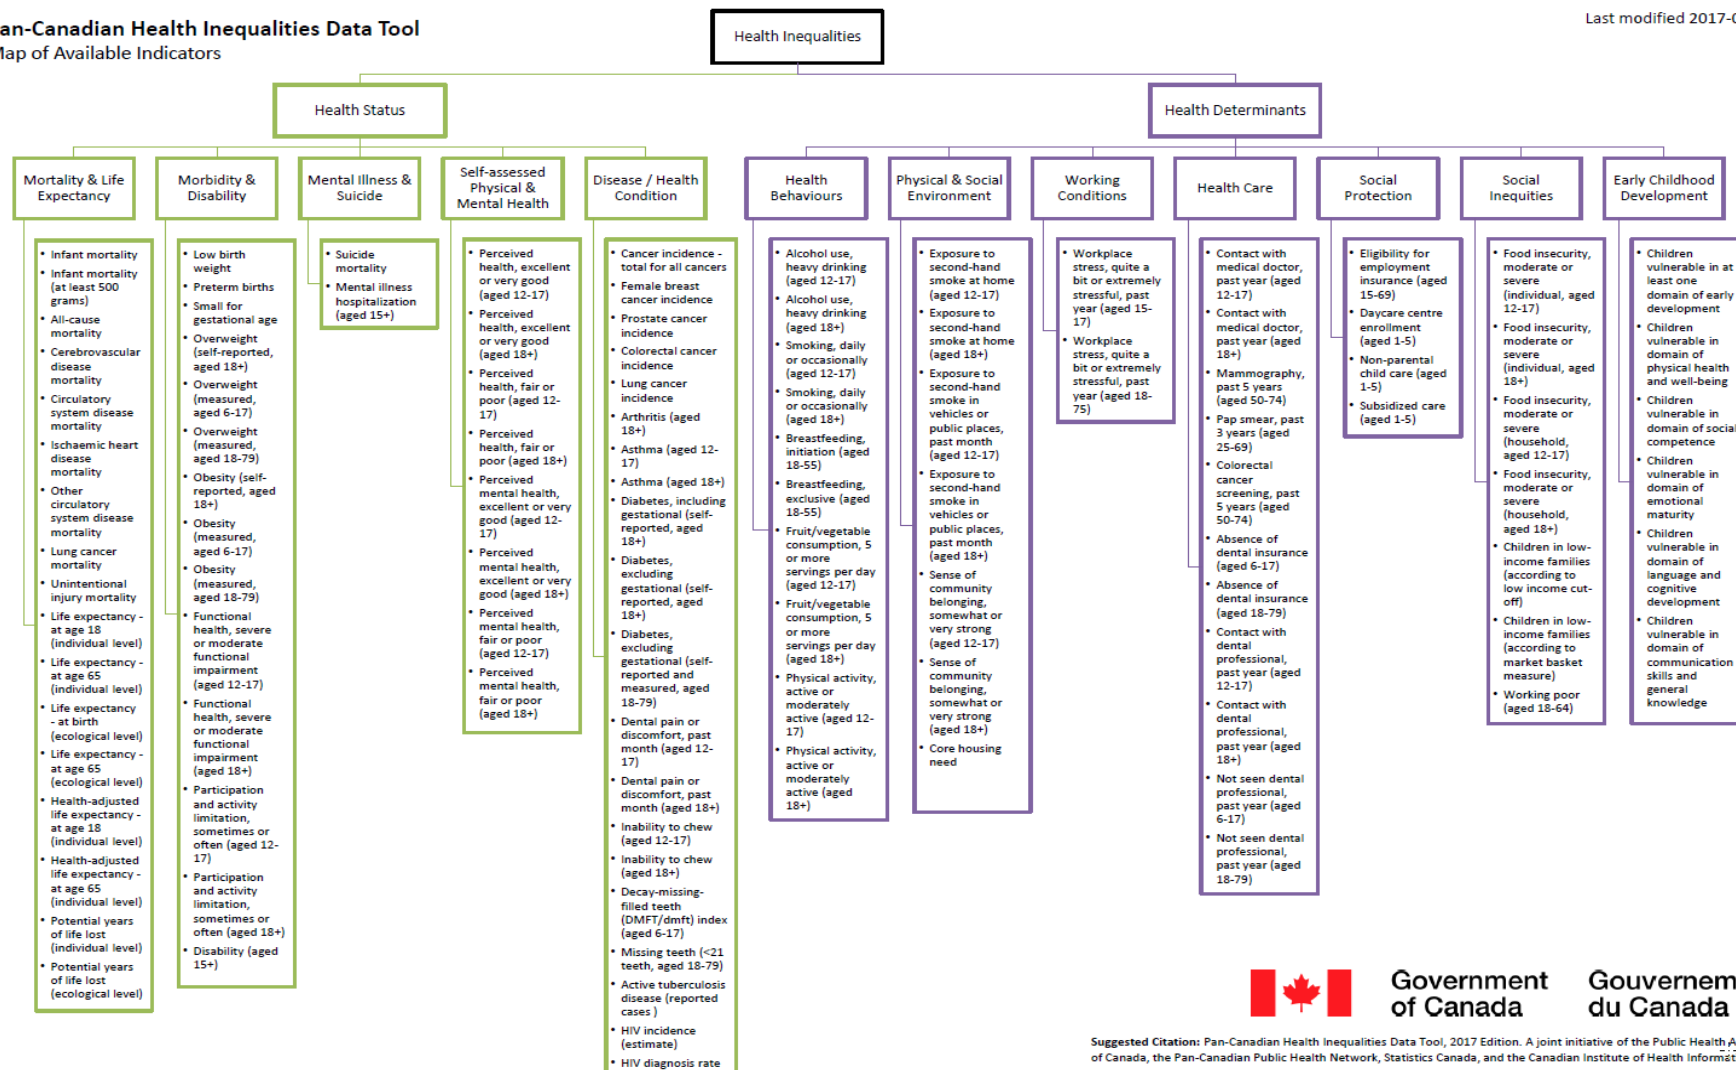 an-Canadian Health Inequalities Data Tool
Map of Available Indicators
Last modified 2017-0
Health Inequalities
Health Status
Health Determinants
Mortality & Life
Expectancy
Morbidity &
Disability
Mental Illness &
Suicide
Self-assessed
Physical &
Mental Health
Disease / Health
Condition
Health
Behaviours
Physical & Social
Environment
Working
Conditions
Health Care
Social
Protection
Social
Inequities
Early Childhood
Development
• Infant mortality
• Infant mortality
(at least 500
grams)
• All-cause
mortality
• Cerebrovascular
disease
mortality
• Circulatory
system disease
mortality
• Ischaemic heart
disease
mortality
• Other
circulatory
system disease
mortality
• Lung cancer
mortality
• Unintentional
injury mortality
• Life expectancy -
at age 18
(individual level)
• Life expectancy -
at age 65
(individual level)
• Life expectancy
- at birth
(ecological level)
• Life expectancy -
at age 65
(ecological level)
• Health-adjusted
life expectancy -
at age 18
(individual level)
• Health-adjusted
life expectancy -
at age 65
(individual level)
• Potential years
of life lost
(individual level)
• Potential years
of life lost
(ecological level)
• Low birth
weight
• Preterm births
• Small for
gestational age
• Overweight
(self-reported,
aged 18+)
• Overweight
(measured,
aged 6-17)
• Overweight
(measured,
aged 18-79)
• Obesity (self-
reported, aged
18+)
• Obesity
(measured,
aged 6-17)
• Obesity
(measured,
aged 18-79)
• Functional
health, severe
or moderate
functional
impairment
(aged 12-17)
• Functional
health, severe
or moderate
functional
impairment
(aged 18+)
• Participation
and activity
limitation,
sometimes or
often (aged 12-
17)
• Participation
and activity
limitation,
sometimes or
often (aged 18+)
• Disability (aged
15+)
• Suicide
mortality
• Mental illness
hospitalization
(aged 15+)
• Perceived
health, excellent
or very good
(aged 12-17)
• Perceived
health, excellent
or very good
(aged 18+)
• Perceived
health, fair or
poor (aged 12-
17)
• Perceived
health, fair or
poor (aged 18+)
• Perceived
mental health,
excellent or very
good (aged 12-
17)
• Perceived
mental health,
excellent or very
good (aged 18+)
• Perceived
mental health,
fair or poor
(aged 12-17)
• Perceived
mental health,
fair or poor
(aged 18+)
• Cancer incidence -
total for all cancers
• Female breast
cancer incidence
• Prostate cancer
incidence
• Colorectal cancer
incidence
• Lung cancer
incidence
• Arthritis (aged
18+)
• Asthma (aged 12-
17)
• Asthma (aged 18+)
• Diabetes, including
gestational (self-
reported, aged
18+)
• Diabetes,
excluding
gestational (self-
reported, aged
18+)
• Diabetes,
excluding
gestational (self-
reported and
measured, aged
18-79)
• Dental pain or
discomfort, past
month (aged 12-
17)
• Dental pain or
discomfort, past
month (aged 18+)
• Inability to chew
(aged 12-17)
• Inability to chew
(aged 18+)
• Decay-missing-
filled teeth
(DMFT/dmft) index
(aged 6-17)
• Missing teeth (<21
teeth, aged 18-79)
• Active tuberculosis
disease (reported
cases )
• HIV incidence
(estimate)
• HIV diagnosis rate
• Alcohol use,
heavy drinking
(aged 12-17)
• Alcohol use,
heavy drinking
(aged 18+)
• Smoking, daily
or occasionally
(aged 12-17)
• Smoking, daily
or occasionally
(aged 18+)
• Breastfeeding,
initiation (aged
18-55)
• Breastfeeding,
exclusive (aged
18-55)
• Fruit/vegetable
consumption, 5
or more
servings per day
(aged 12-17)
• Fruit/vegetable
consumption, 5
or more
servings per day
(aged 18+)
• Physical activity,
active or
moderately
active (aged 12-
17)
• Physical activity,
active or
moderately
active (aged
18+)
• Exposure to
second-hand
smoke at home
(aged 12-17)
• Exposure to
second-hand
smoke at home
(aged 18+)
• Exposure to
second-hand
smoke in
vehicles or
public places,
past month
(aged 12-17)
• Exposure to
second-hand
smoke in
vehicles or
public places,
past month
(aged 18+)
• Sense of
community
belonging,
somewhat or
very strong
(aged 12-17)
• Sense of
community
belonging,
somewhat or
very strong
(aged 18+)
• Core housing
need
• Workplace
stress, quite a
bit or extremely
stressful, past
year (aged 15-
17)
• Workplace
stress, quite a
bit or extremely
stressful, past
year (aged 18-
75)
• Contact with
medical doctor,
past year (aged
12-17)
• Contact with
medical doctor,
past year (aged
18+)
• Mammography,
past 5 years
(aged 50-74)
• Pap smear, past
3 years (aged
25-69)
• Colorectal
cancer
screening, past
5 years (aged
50-74)
• Absence of
dental insurance
(aged 6-17)
• Absence of
dental insurance
(aged 18-79)
• Contact with
dental
professional,
past year (aged
12-17)
• Contact with
dental
professional,
past year (aged
18+)
• Not seen dental
professional,
past year (aged
6-17)
• Not seen dental
professional,
past year (aged
18-79)
• Eligibility for
employment
insurance (aged
15-69)
• Daycare centre
enrollment
(aged 1-5)
• Non-parental
child care (aged
1-5)
• Subsidized care
(aged 1-5)
• Food insecurity,
moderate or
severe
(individual, aged
12-17)
• Food insecurity,
moderate or
severe
(individual, aged
18+)
• Food insecurity,
moderate or
severe
(household,
aged 12-17)
• Food insecurity,
moderate or
severe
(household,
aged 18+)
• Children in low-
income families
(according to
low income cut-
off)
• Children in low-
income families
(according to
market basket
measure)
• Working poor
(aged 18-64)
• Children
vulnerable in at
least one
domain of early
development
• Children
vulnerable in
domain of
physical health
and well-being
• Children
vulnerable in
domain of social
competence
• Children
vulnerable in
domain of
emotional
maturity
• Children
vulnerable in
domain of
language and
cognitive
development
• Children
vulnerable in
domain of
communication
skills and
general
knowledge
Government
of Canada
Gouvernem
du Canada
Suggested Citation: Pan-Canadian Health Inequalities Data Tool, 2017 Edition. A joint initiative of the Public Health A
of Canada, the Pan-Canadian Public Health Network, Statistics Canada, and the Canadian Institute of Health Informat